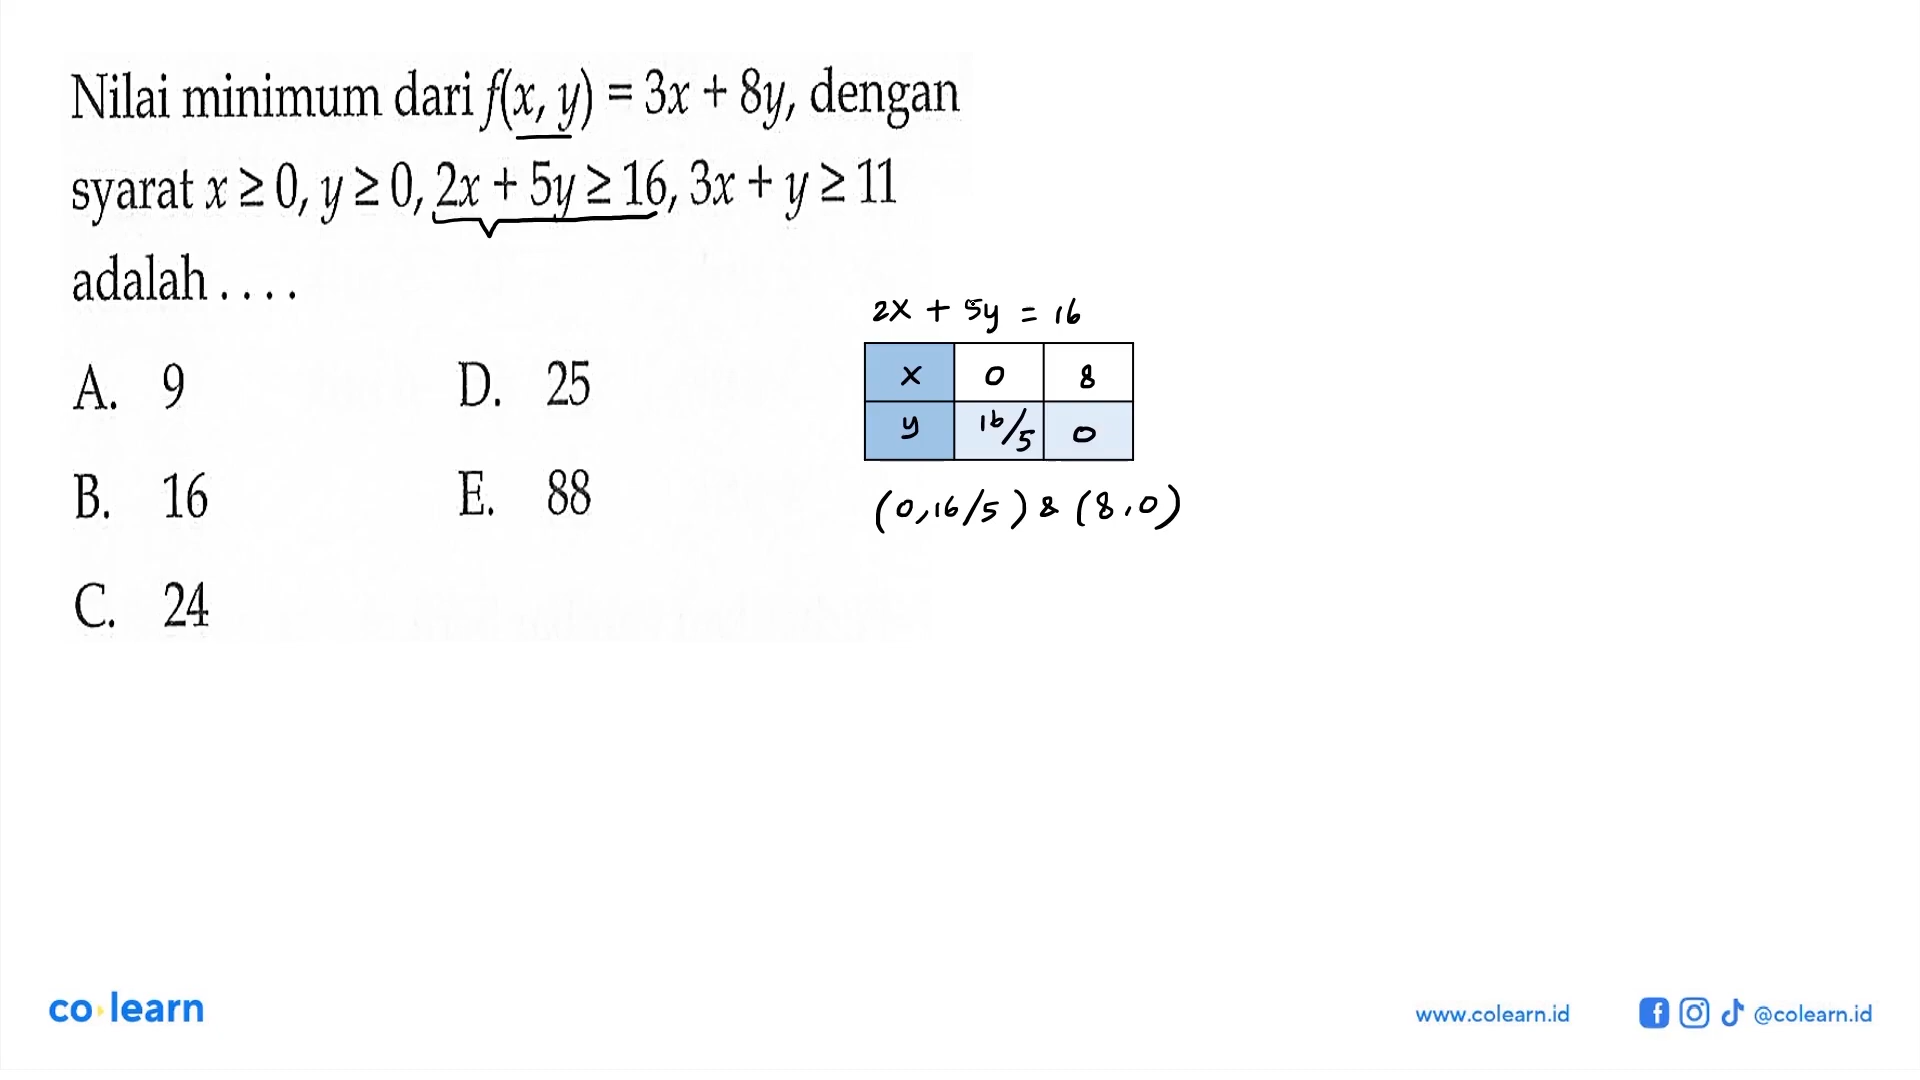 Nilai minimum dari f(x, y) = 3x + 8y, dengan
syarat x ≥ 0, y ≥ 0, 2x + 5y ≥ 16, 3x + y ≥ 11
adalah . . . .
A. 9
D. 25
B. 16
E. 88
C. 24
2x + 5y = 16
x 0 8
y 16/5 0
(0,16/5) & (8,0)
co learn
www.colearn.id
@colearn.id